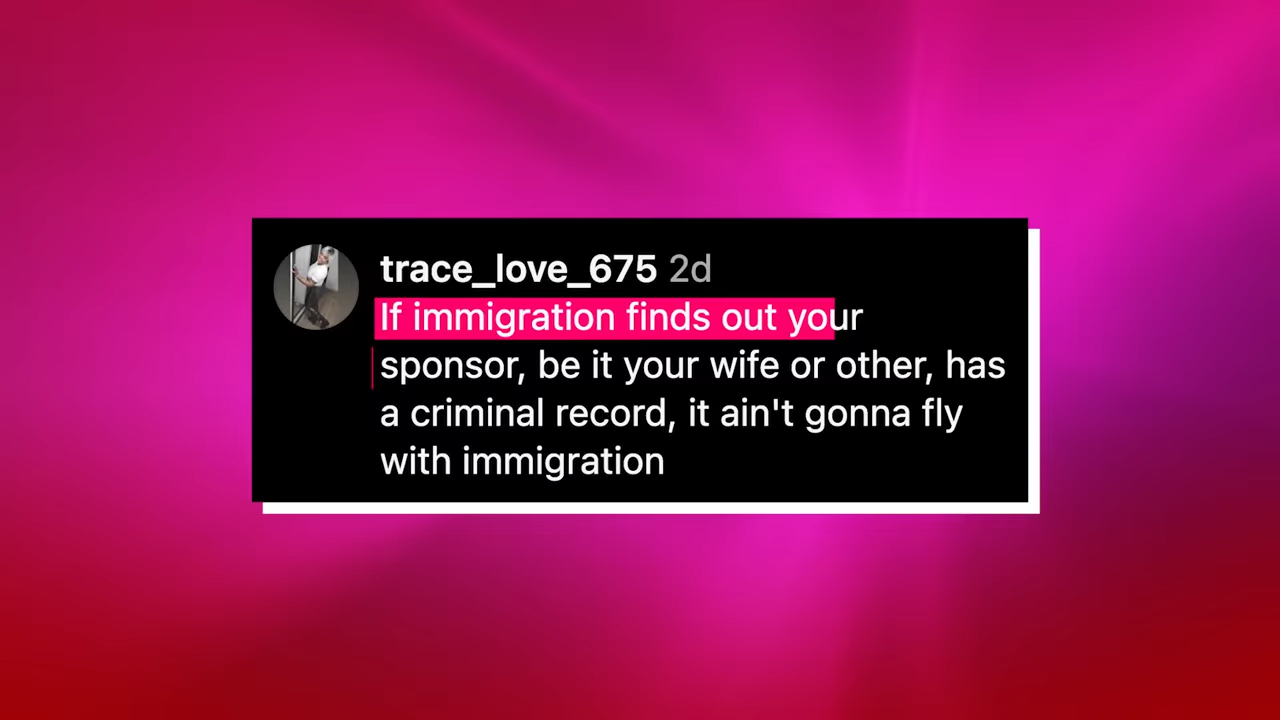 trace_love_675 2d
If immigration finds out your
sponsor, be it your wife or other, has
a criminal record, it ain't gonna fly
with immigration